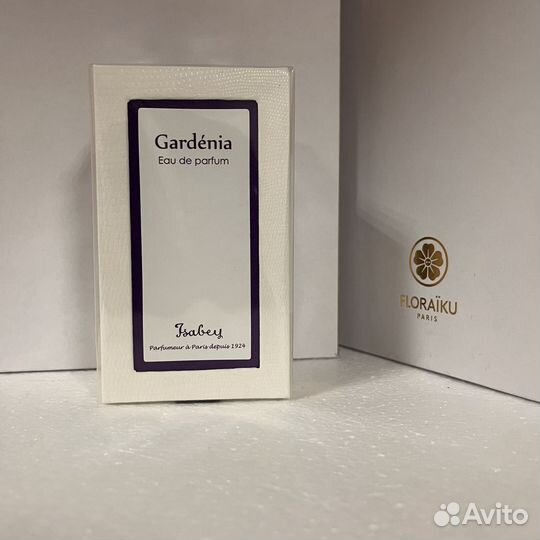 Gardénia
Eau de parfum
Isabey
Parfumeur à Paris depuis 1924
FLORAÏKU
PARIS
Avito